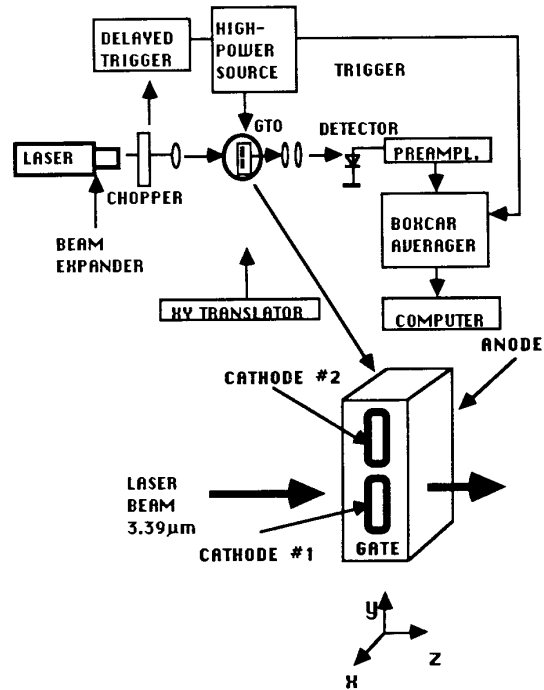 DELAYED
TRIGGER
HIGH-
POWER
SOURCE
TRIGGER
GTO
DETECTOR
LASER
PREAMPL.
CHOPPER
BEAM
EXPANDER
BOXCAR
AVERAGER
XY TRANSLATOR
COMPUTER
ANODE
CATHODE #2
LASER
BEAM
3.39µm
CATHODE #1
GATE
y
z
x